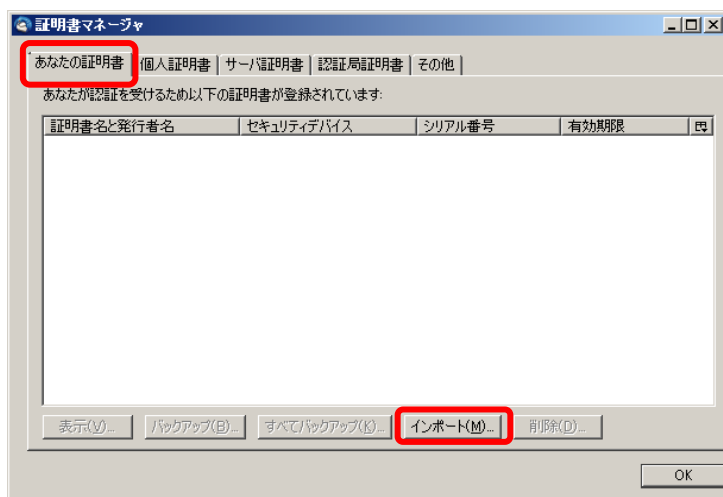 証明書マネージャ
あなたの証明書 個人証明書 サーバ証明書 認証局証明書 その他
あなたが認証を受けるため以下の証明書が登録されています:
証明書名と発行者名 セキュリティデバイス シリアル番号 有効期限
表示(V)... バックアップ(B)... すべてバックアップ(K)... インポート(M)... 削除(D)...
OK